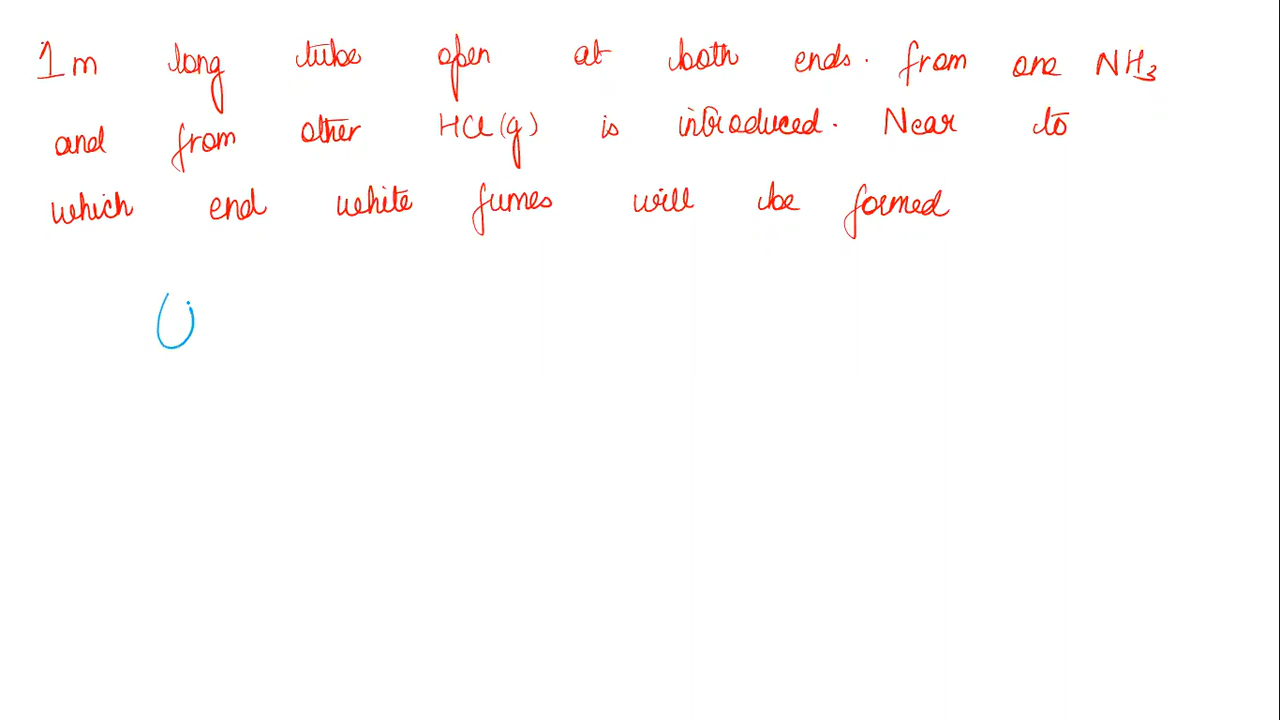 1m long tube open at both ends. from one NH3
and from other HCl(g) is introduced. Near to
which end white fumes will be formed